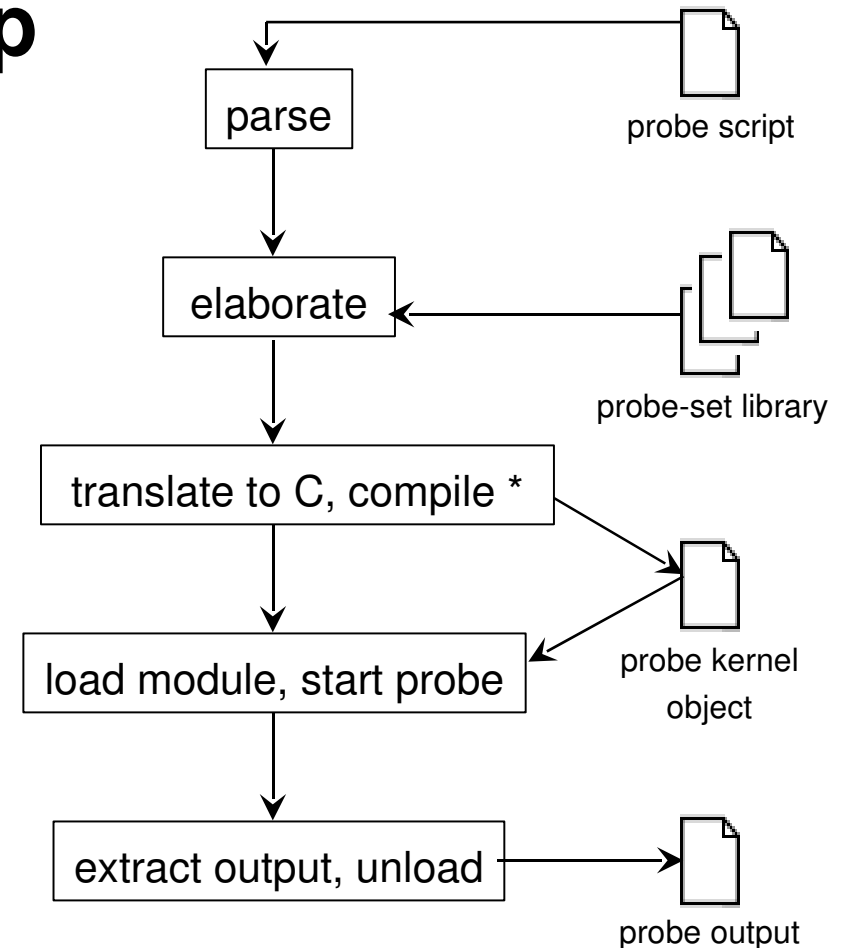 p
parse
probe script
elaborate
probe-set library
translate to C, compile *
probe kernel
object
load module, start probe
extract output, unload
probe output